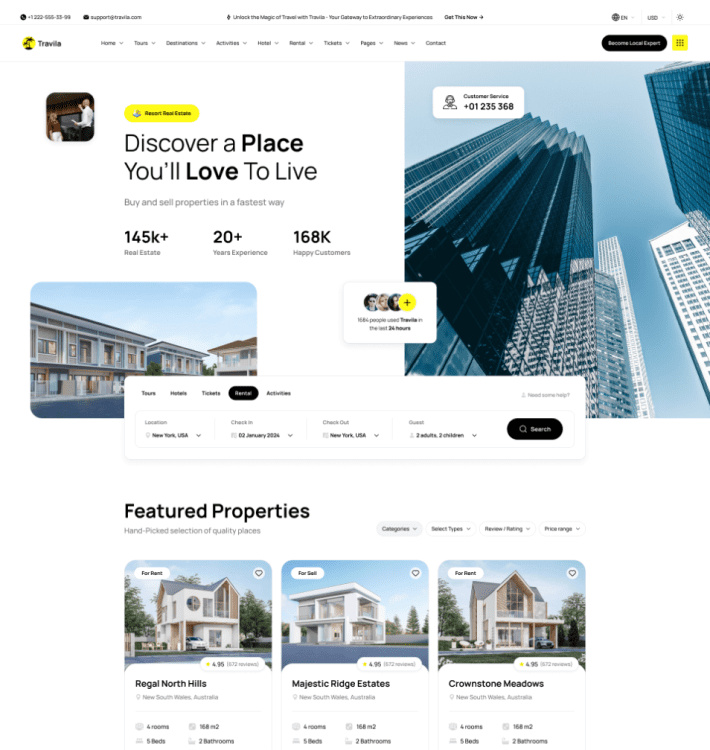 +1 222-555-33-99 support@travila.com Unlock the Magic of Travel with Travila - Your Gateway to Extraordinary Experiences Get This Now → EN USD
Travila Home Tours Destinations Activities Hotel Rental Tickets Pages News Contact Become Local Expert
Customer Service
+01 235 368
Resort Real Estate
Discover a Place
You'll Love To Live
Buy and sell properties in a fastest way
145k+ 20+ 168K
Real Estate Years Experience Happy Customers
1684 people used Travila in
the last 24 hours
Tours Hotels Tickets Rental Activities Need some help?
Location Check In Check Out Guest
New York, USA 02 January 2024 New York, USA 2 adults, 2 children Search
Featured Properties
Hand-Picked selection of quality places
Categories Select Types Review / Rating Price range
For Rent For Sell For Rent
4.95 (672 reviews) 4.95 (672 reviews) 4.95 (672 reviews)
Regal North Hills Majestic Ridge Estates Crownstone Meadows
New South Wales, Australia New South Wales, Australia New South Wales, Australia
4 rooms 168 m2 4 rooms 168 m2 4 rooms 168 m2
5 Beds 2 Bathrooms 5 Beds 2 Bathrooms 5 Beds 2 Bathrooms